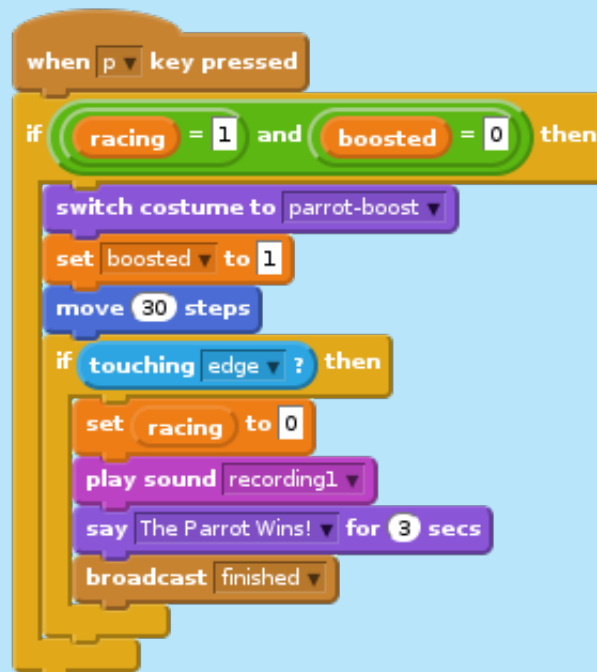 when p key pressed
if racing = 1 and boosted = 0 then
switch costume to parrot-boost
set boosted to 1
move 30 steps
if touching edge ? then
set racing to 0
play sound recording1
say The Parrot Wins! for 3 secs
broadcast finished